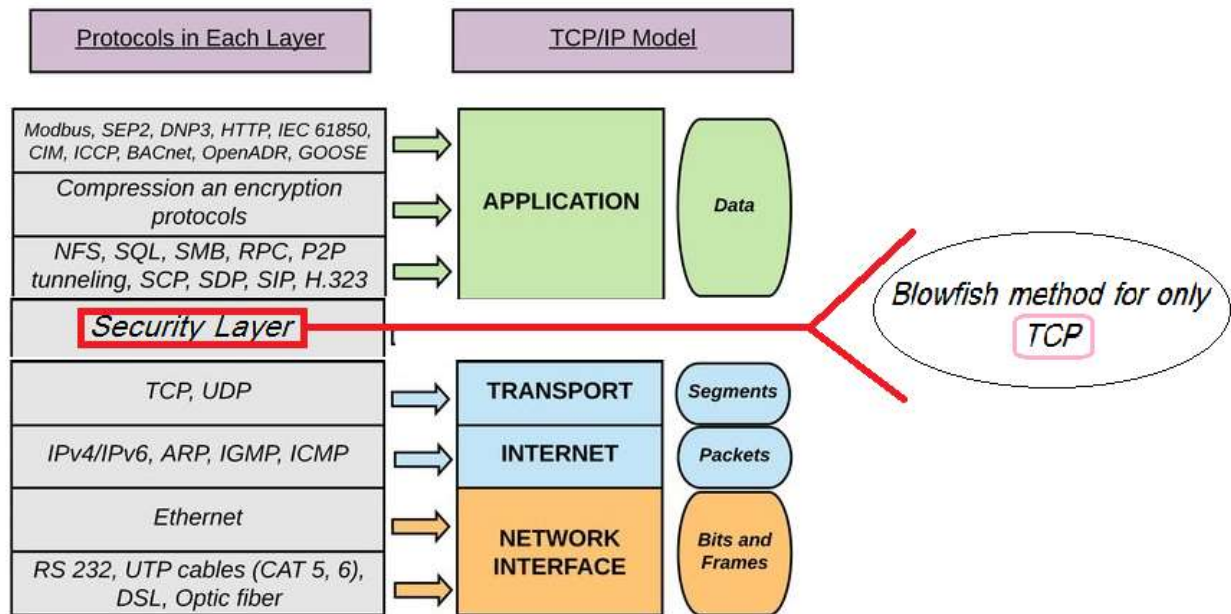 Protocols in Each Layer
TCP/IP Model
Modbus, SEP2, DNP3, HTTP, IEC 61850,
CIM, ICCP, BACnet, OpenADR, GOOSE
Compression an encryption
protocols
NFS, SQL, SMB, RPC, P2P
tunneling, SCP, SDP, SIP, H.323
APPLICATION
Data
Security Layer
Blowfish method for only
TCP
TCP, UDP
TRANSPORT
Segments
IPv4/IPv6, ARP, IGMP, ICMP
INTERNET
Packets
Ethernet
RS 232, UTP cables (CAT 5, 6),
DSL, Optic fiber
NETWORK
INTERFACE
Bits and
Frames